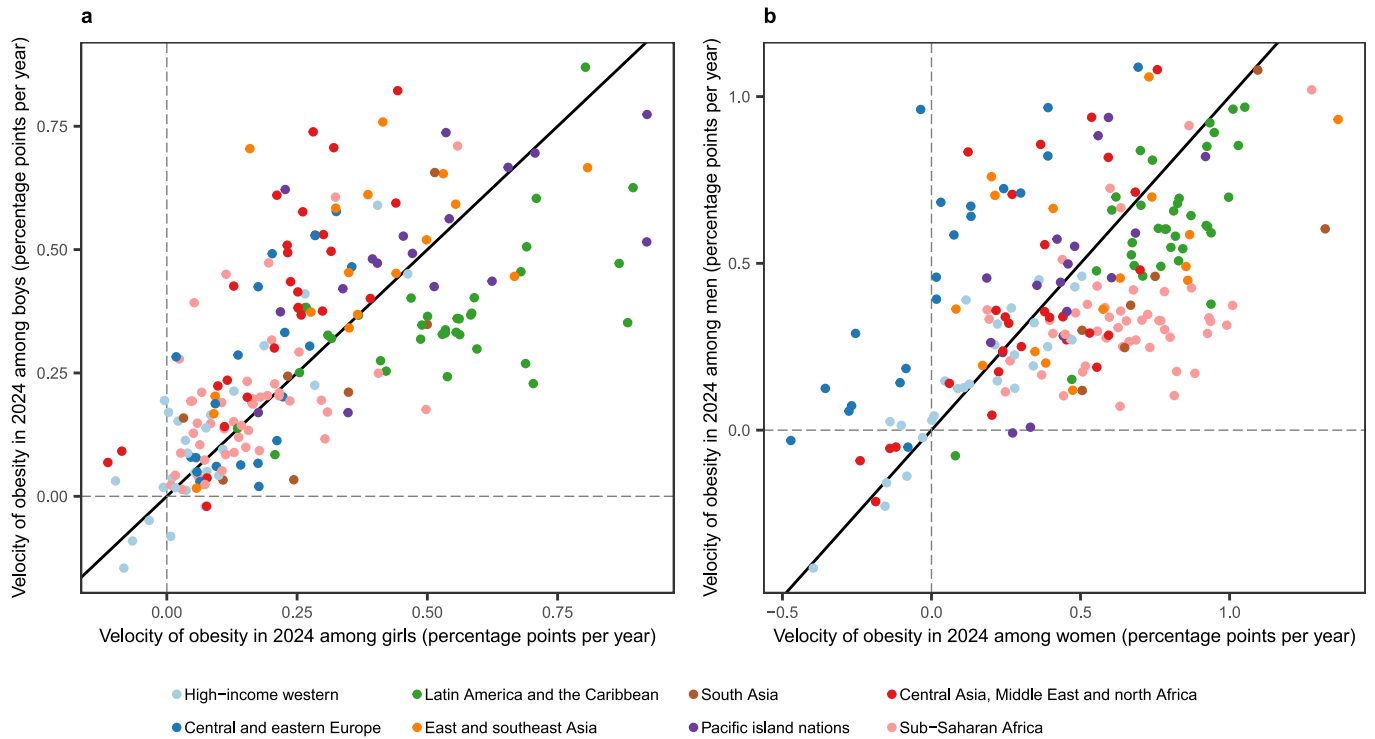 a
b
Velocity of obesity in 2024 among boys (percentage points per year)
0.75
0.50
0.25
0.00
0.00
0.25
0.50
0.75
Velocity of obesity in 2024 among girls (percentage points per year)
Velocity of obesity in 2024 among men (percentage points per year)
1.0
0.5
0.0
−0.5
0.0
0.5
1.0
Velocity of obesity in 2024 among women (percentage points per year)
High−income western
Latin America and the Caribbean
South Asia
Central Asia, Middle East and north Africa
Central and eastern Europe
East and southeast Asia
Pacific island nations
Sub−Saharan Africa